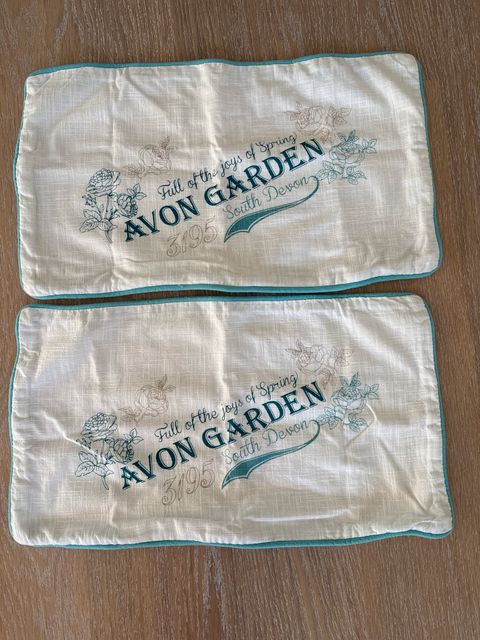 Full of the joys of Spring
AVON GARDEN
South Devon
3195
Full of the joys of Spring
AVON GARDEN
South Devon
3195